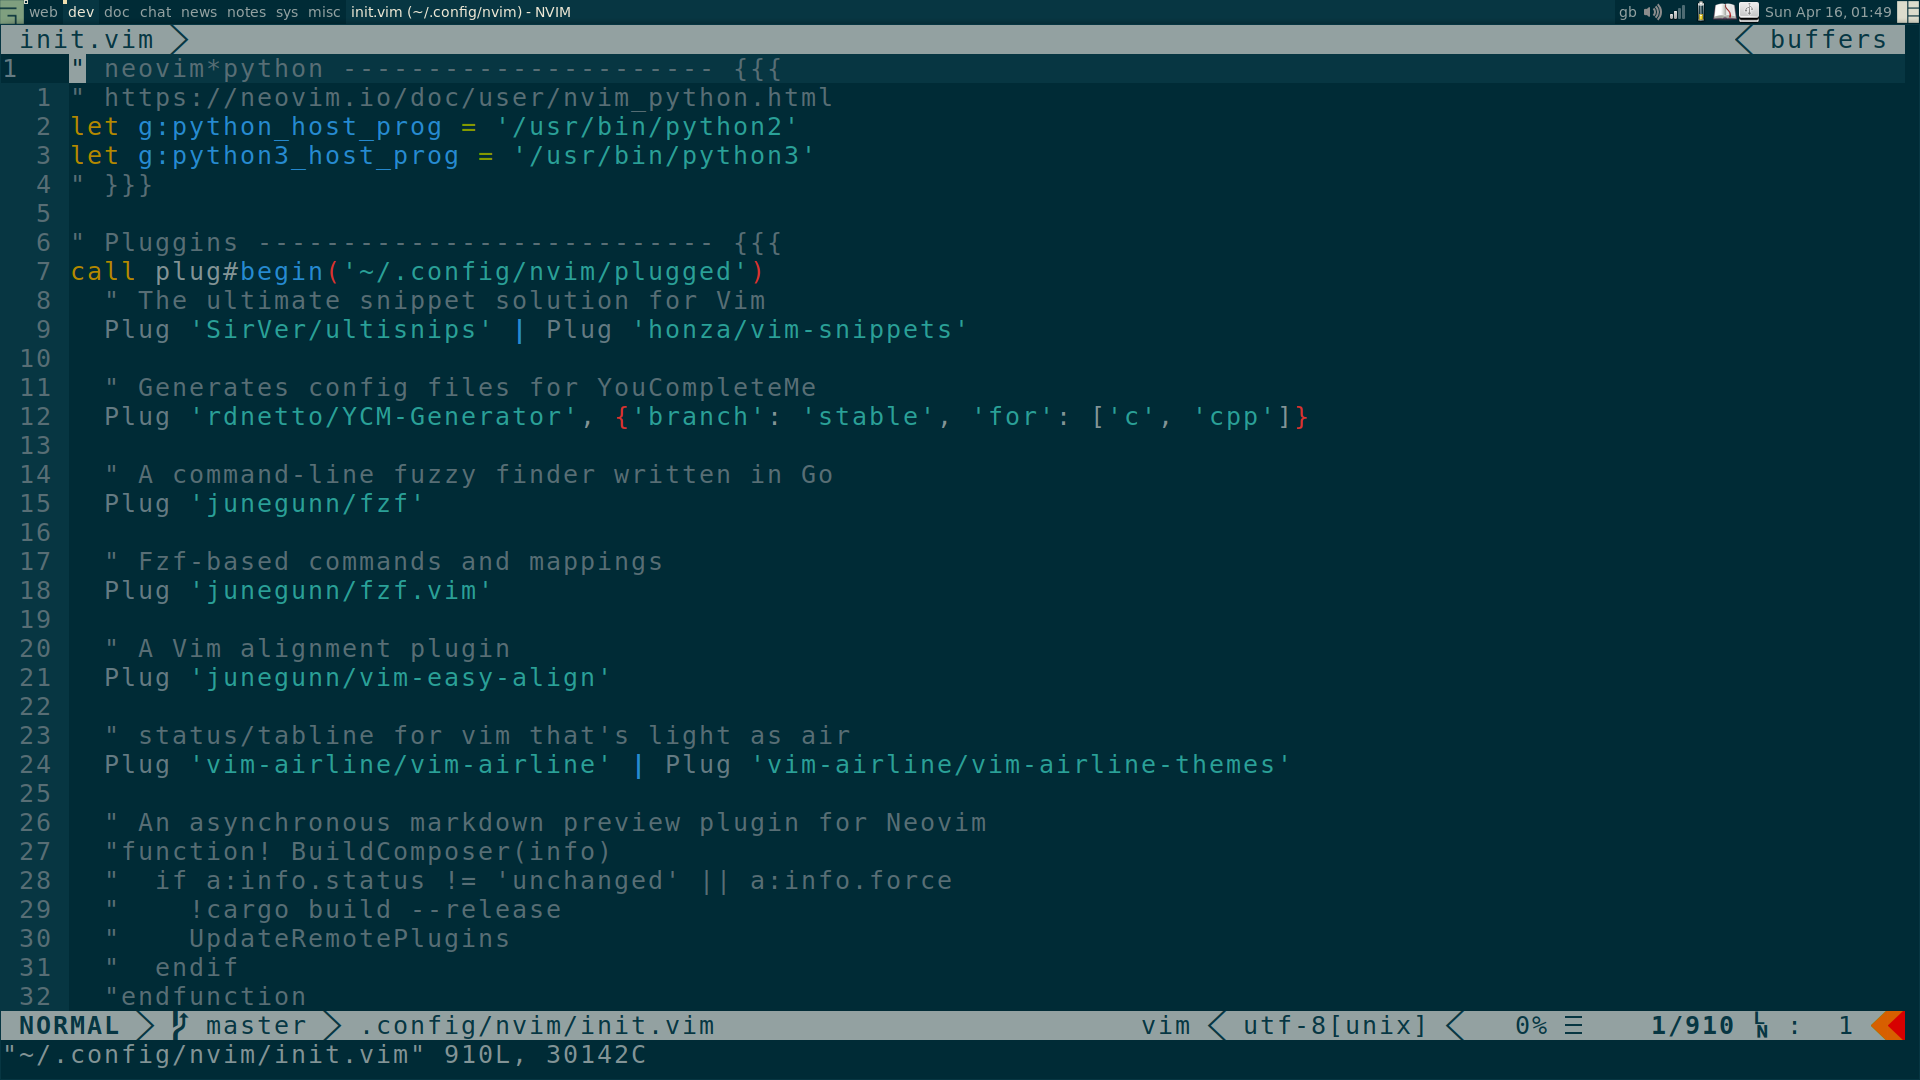 web dev doc chat news notes sys misc init.vim (~/.config/nvim) - NVIM gb Sun Apr 16, 01:49
init.vim buffers
1 " neovim*python ---------------------- {{{
1 " https://neovim.io/doc/user/nvim_python.html
2 let g:python_host_prog = '/usr/bin/python2'
3 let g:python3_host_prog = '/usr/bin/python3'
4 " }}}
5
6 " Pluggins --------------------------- {{{
7 call plug#begin('~/.config/nvim/plugged')
8 " The ultimate snippet solution for Vim
9 Plug 'SirVer/ultisnips' | Plug 'honza/vim-snippets'
10
11 " Generates config files for YouCompleteMe
12 Plug 'rdnetto/YCM-Generator', {'branch': 'stable', 'for': ['c', 'cpp']}
13
14 " A command-line fuzzy finder written in Go
15 Plug 'junegunn/fzf'
16
17 " Fzf-based commands and mappings
18 Plug 'junegunn/fzf.vim'
19
20 " A Vim alignment plugin
21 Plug 'junegunn/vim-easy-align'
22
23 " status/tabline for vim that's light as air
24 Plug 'vim-airline/vim-airline' | Plug 'vim-airline/vim-airline-themes'
25
26 " An asynchronous markdown preview plugin for Neovim
27 "function! BuildComposer(info)
28 "  if a:info.status != 'unchanged' || a:info.force
29 "    !cargo build --release
30 "    UpdateRemotePlugins
31 "  endif
32 "endfunction
NORMAL master .config/nvim/init.vim vim utf-8[unix] 0% ☰ 1/910 LN : 1
"~/.config/nvim/init.vim" 910L, 30142C